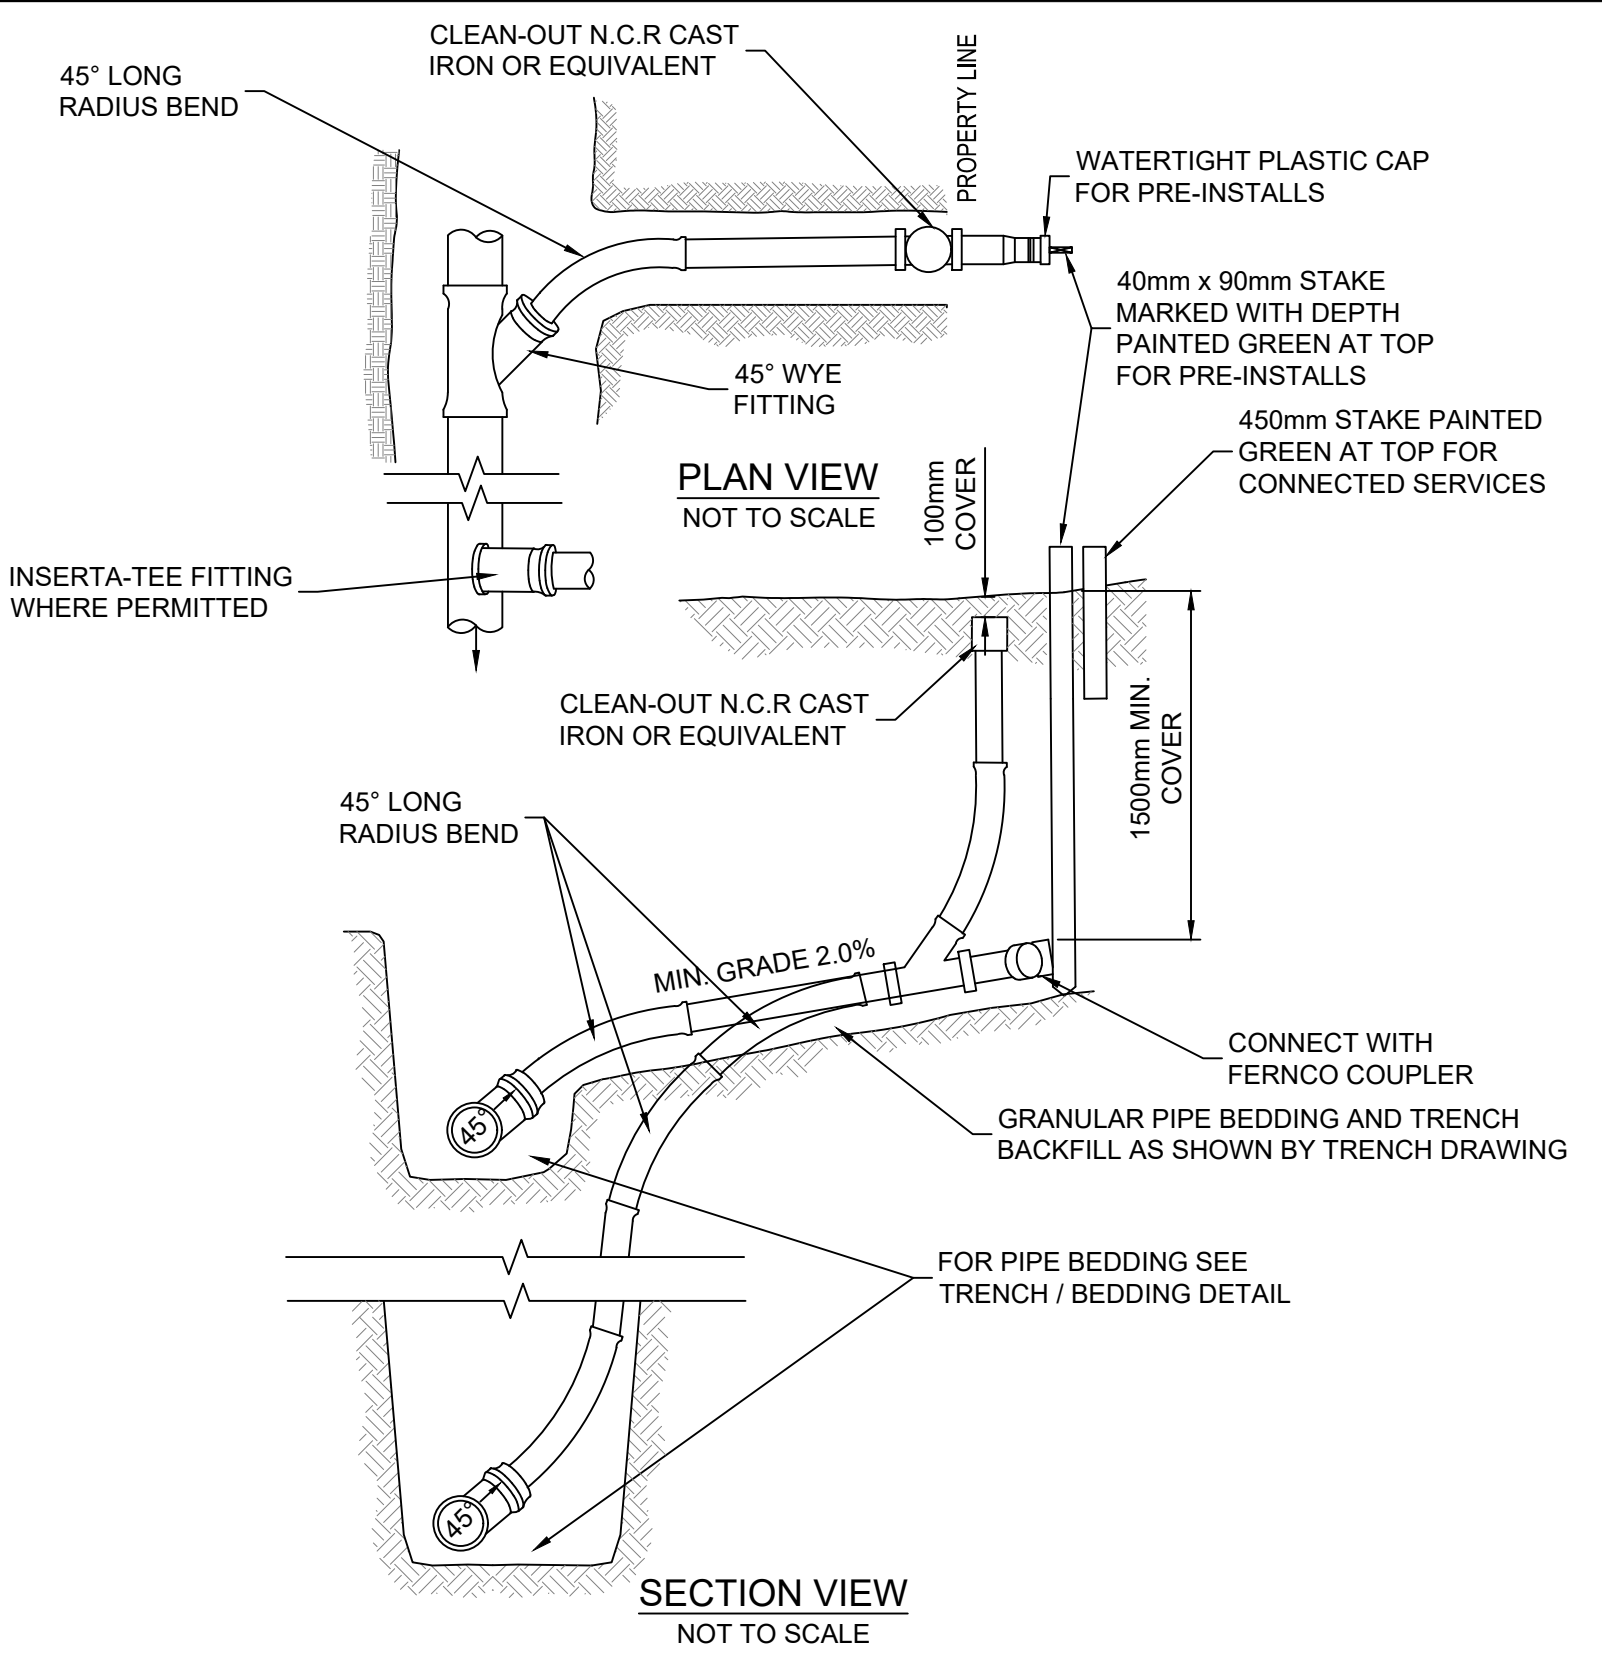 CLEAN-OUT N.C.R CAST
IRON OR EQUIVALENT
PROPERTY LINE
45° LONG
RADIUS BEND
WATERTIGHT PLASTIC CAP
FOR PRE-INSTALLS
40mm x 90mm STAKE
MARKED WITH DEPTH
PAINTED GREEN AT TOP
FOR PRE-INSTALLS
45° WYE
FITTING
450mm STAKE PAINTED
GREEN AT TOP FOR
CONNECTED SERVICES
PLAN VIEW
NOT TO SCALE
100mm
COVER
INSERTA-TEE FITTING
WHERE PERMITTED
CLEAN-OUT N.C.R CAST
IRON OR EQUIVALENT
1500mm MIN.
COVER
45° LONG
RADIUS BEND
MIN. GRADE 2.0%
CONNECT WITH
FERNCO COUPLER
45°
GRANULAR PIPE BEDDING AND TRENCH
BACKFILL AS SHOWN BY TRENCH DRAWING
FOR PIPE BEDDING SEE
TRENCH / BEDDING DETAIL
45°
SECTION VIEW
NOT TO SCALE